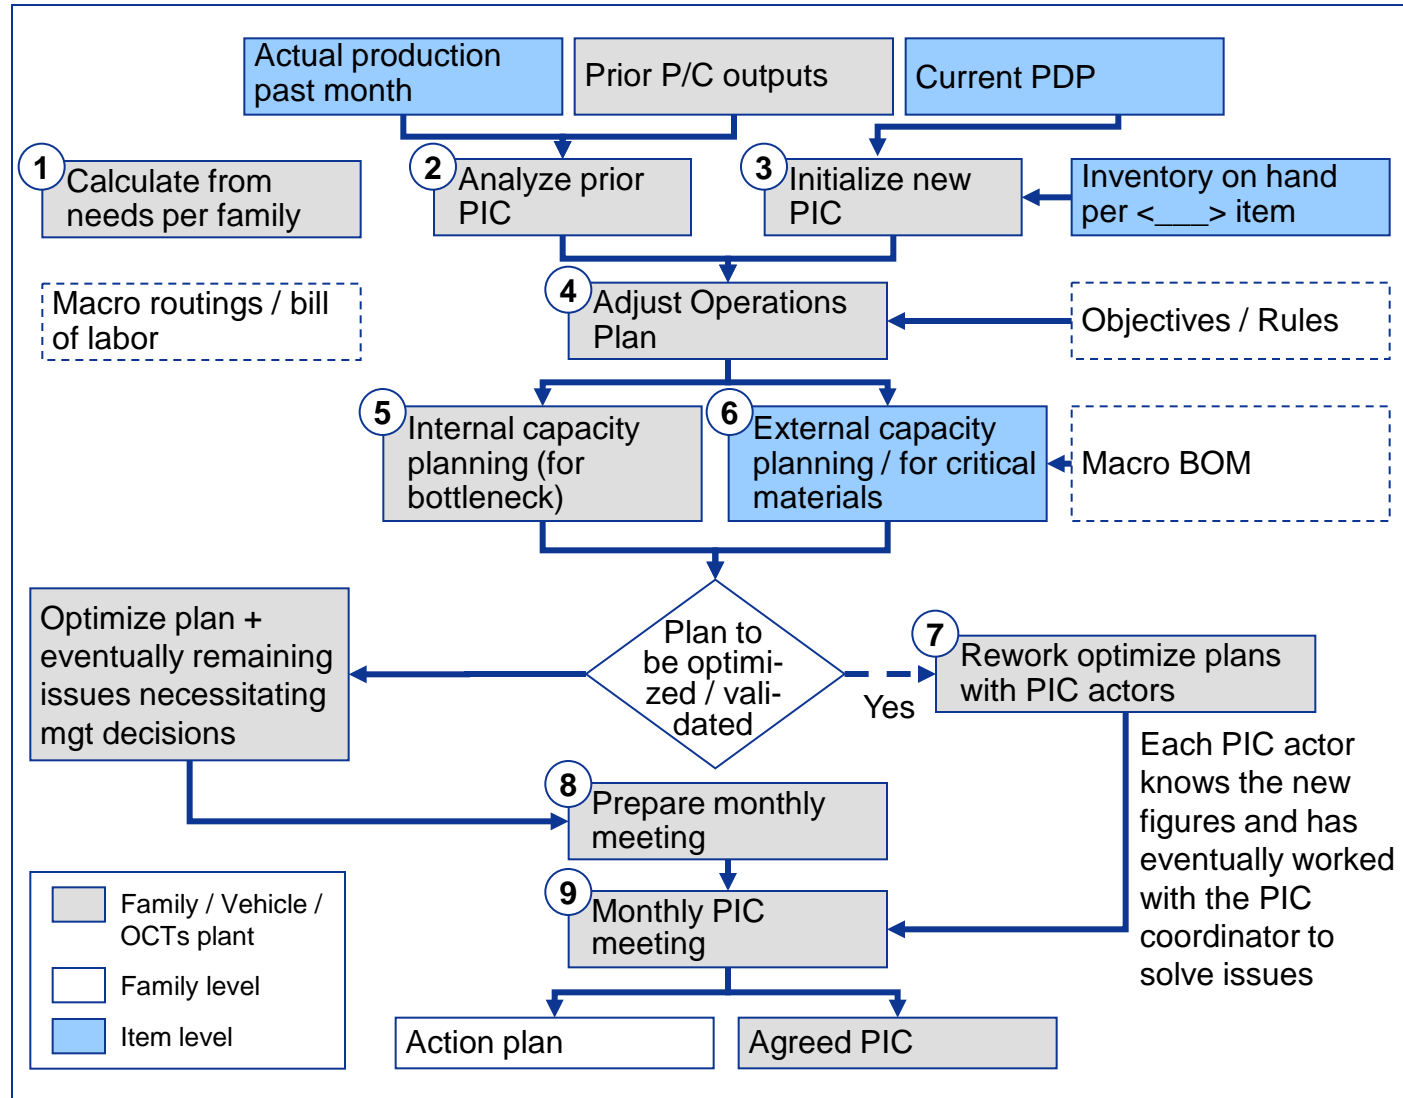 Actual production
past month
Prior P/C outputs
Current PDP
1
Calculate from
needs per family
2
Analyze prior
PIC
3
Initialize new
PIC
Inventory on hand
per <___> item
Macro routings / bill
of labor
4
Adjust Operations
Plan
Objectives / Rules
5
Internal capacity
planning (for
bottleneck)
6
External capacity
planning / for critical
materials
Macro BOM
Optimize plan +
eventually remaining
issues necessitating
mgt decisions
Plan to
be optimi-
zed / vali-
dated
Yes
7
Rework optimize plans
with PIC actors
Each PIC actor
knows the new
figures and has
eventually worked
with the PIC
coordinator to
solve issues
8
Prepare monthly
meeting
9
Monthly PIC
meeting
Action plan
Agreed PIC
Family / Vehicle /
OCTs plant
Family level
Item level